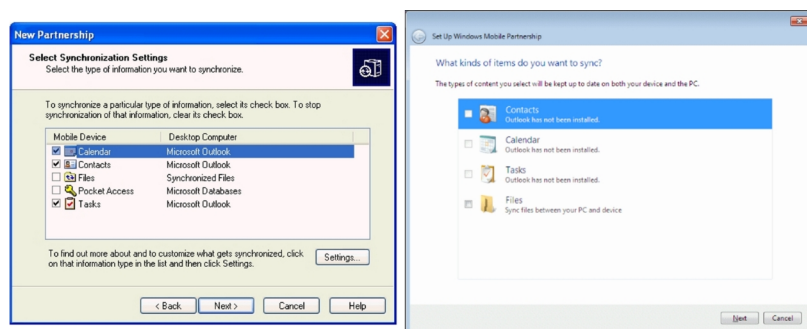 New Partnership
Select Synchronization Settings
Select the type of information you want to synchronize.
To synchronize a particular type of information, select its check box. To stop
synchronization of that information, clear its check box.
Mobile Device Desktop Computer
Calendar Microsoft Outlook
Contacts Microsoft Outlook
Files Synchronized Files
Pocket Access Microsoft Databases
Tasks Microsoft Outlook
To find out more about and to customize what gets synchronized, click
on that information type in the list and then click Settings.
Settings...
< Back Next > Cancel Help
Set Up Windows Mobile Partnership
What kinds of items do you want to sync?
The types of content you select will be kept up to date on both your device and the PC.
Contacts
Outlook has not been installed.
Calendar
Outlook has not been installed.
Tasks
Outlook has not been installed.
Files
Sync files between your PC and device
Next Cancel